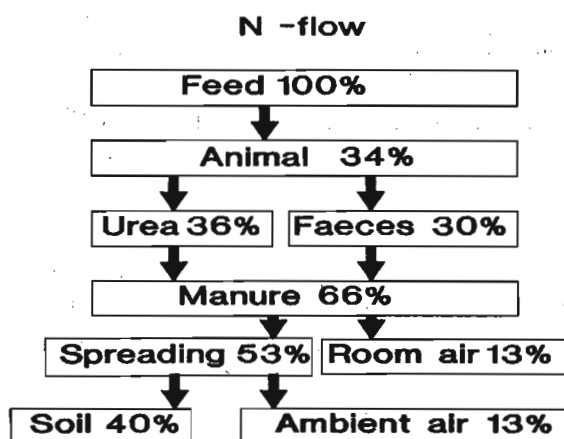 N -flow
Feed 100%
Animal 34%
Urea 36% Faeces 30%
Manure 66%
Spreading 53% Room air 13%
Soil 40% Ambient air 13%